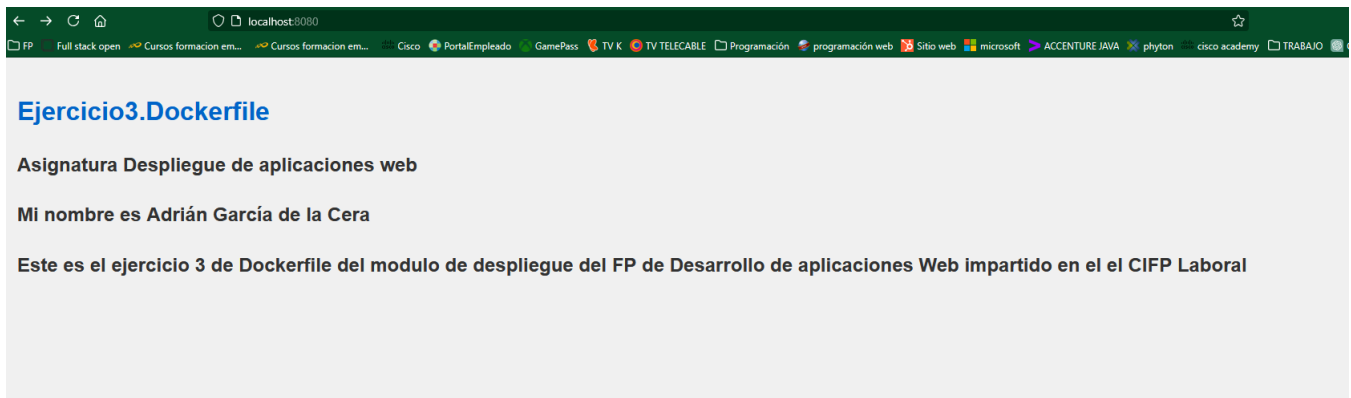 localhost:8080
FP Full stack open Cursos formacion em... Cursos formacion em... Cisco PortalEmpleado GamePass TV K TV TELECABLE Programación programación web Sitio web microsoft ACCENTURE JAVA phyton cisco academy TRABAJO
Ejercicio3.Dockerfile
Asignatura Despliegue de aplicaciones web
Mi nombre es Adrián García de la Cera
Este es el ejercicio 3 de Dockerfile del modulo de despliegue del FP de Desarrollo de aplicaciones Web impartido en el el CIFP Laboral